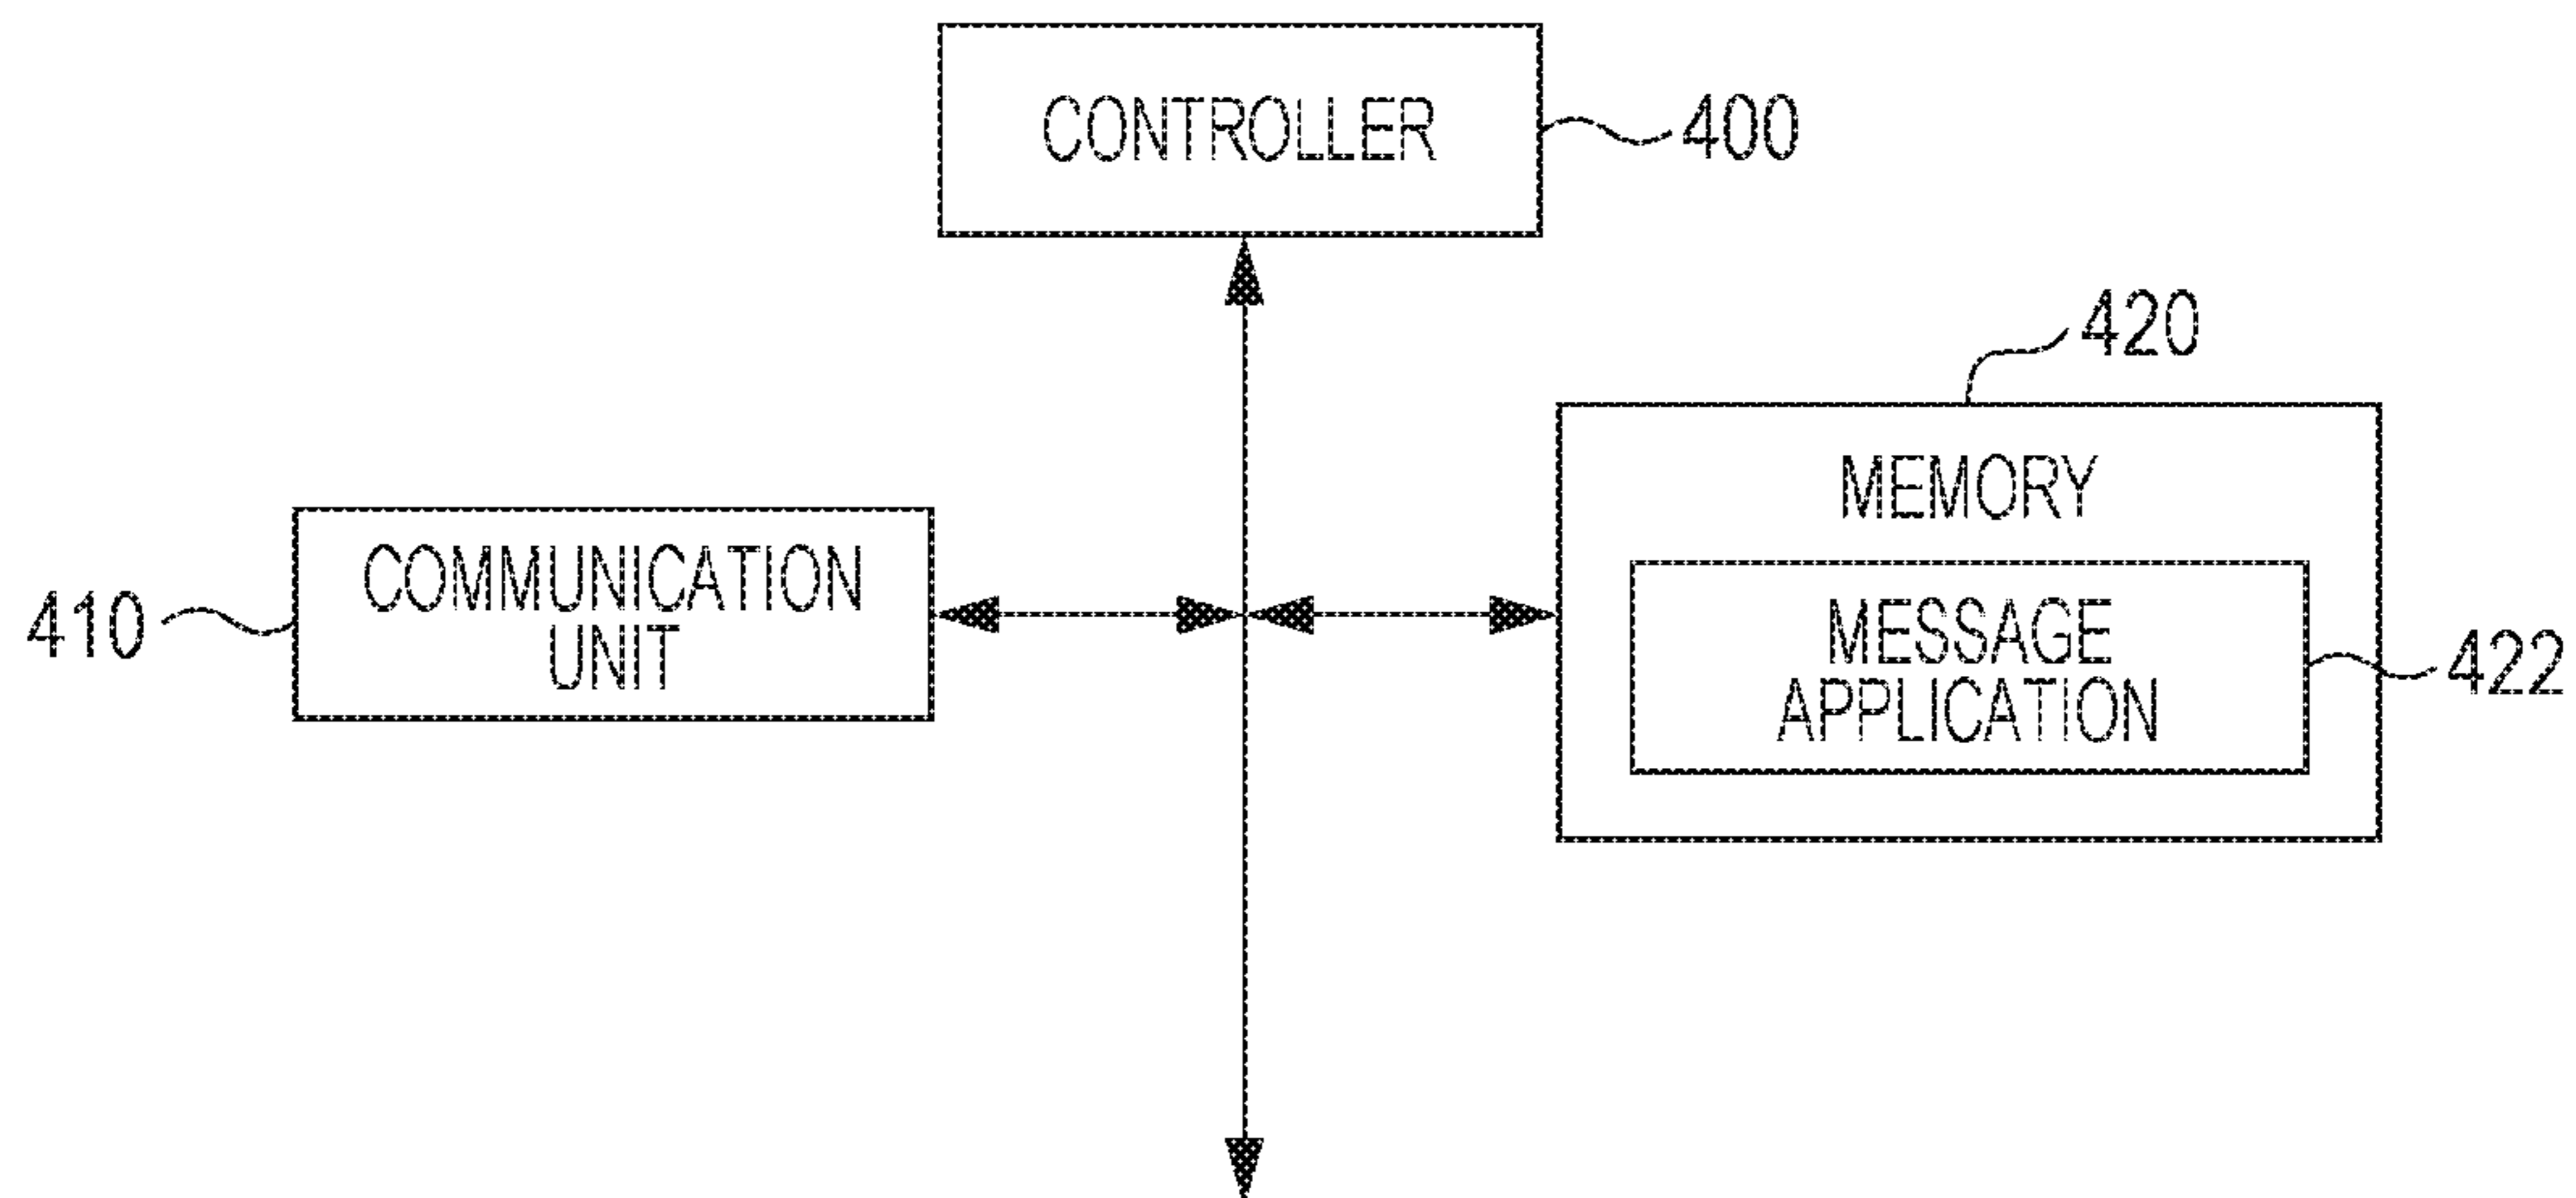 CONTROLLER
400
420
MEMORY
COMMUNICATION
UNIT
410
MESSAGE
APPLICATION
422